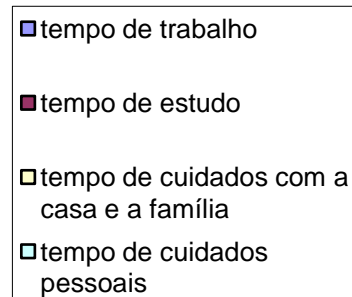 tempo de trabalho
tempo de estudo
tempo de cuidados com a
casa e a família
tempo de cuidados
pessoais